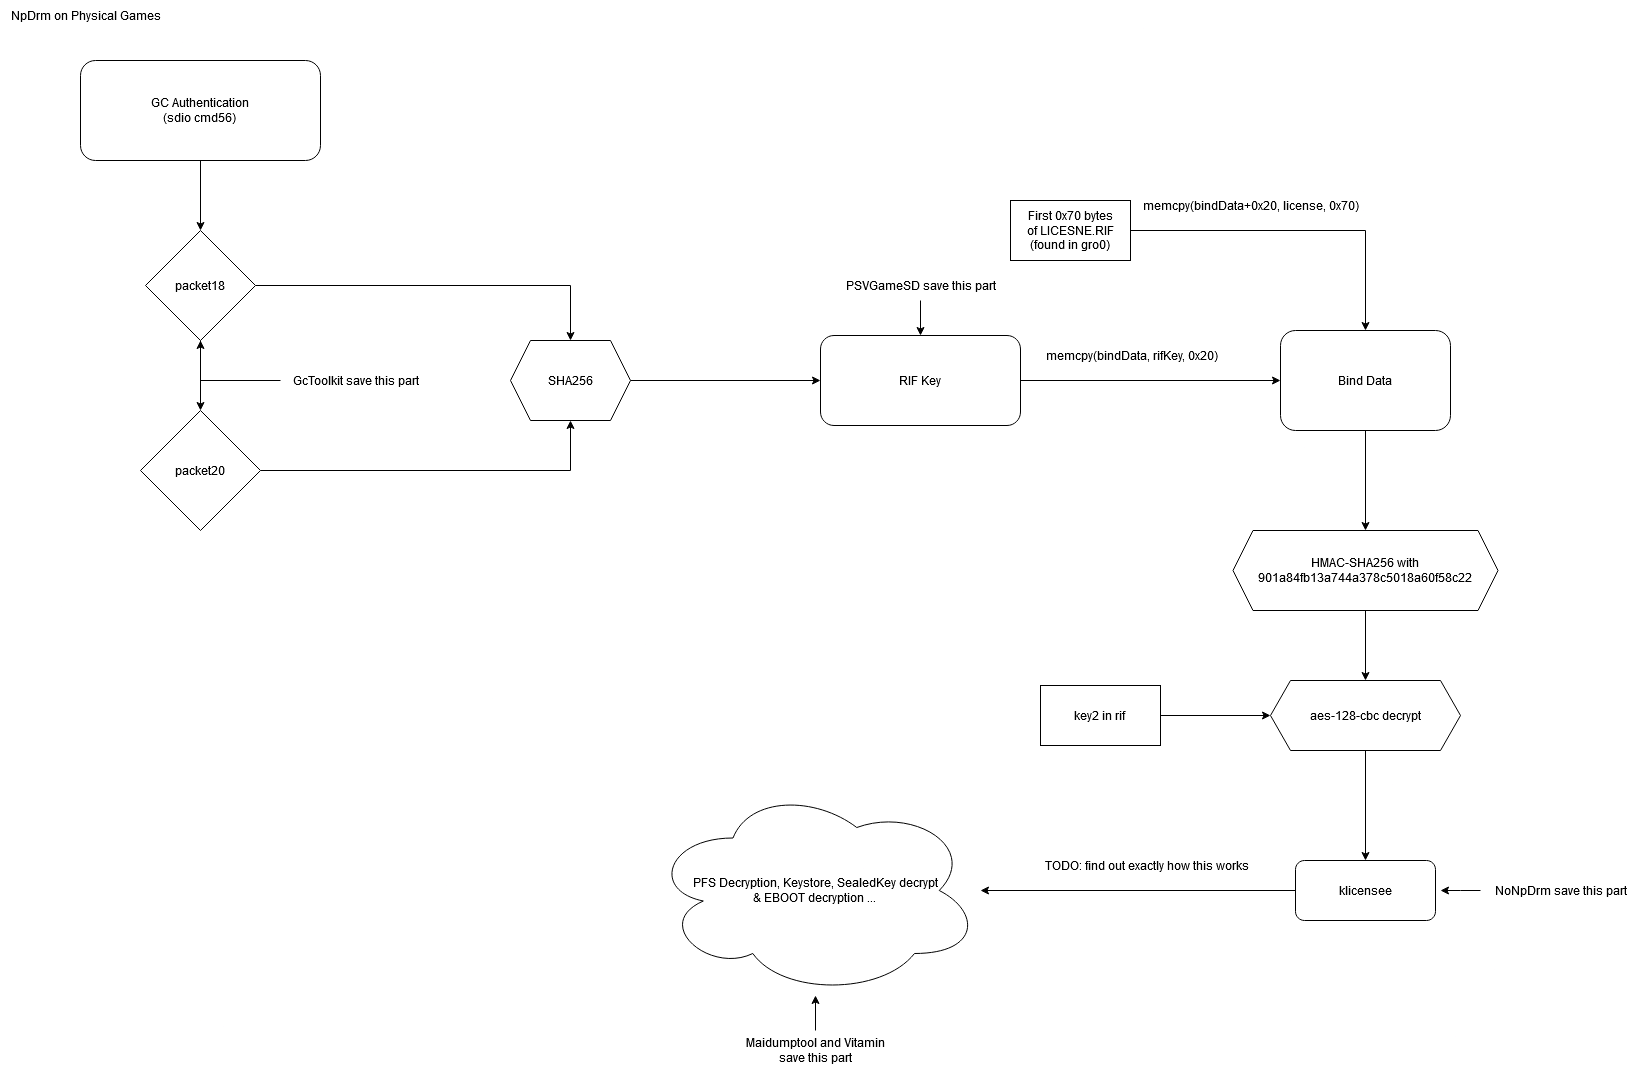 NpDrm on Physical Games
GC Authentication
(sdio cmd56)
packet18
GcToolkit save this part
packet20
SHA256
PSVGameSD save this part
RIF Key
First 0x70 bytes
of LICESNE.RIF
(found in gro0)
memcpy(bindData+0x20, license, 0x70)
memcpy(bindData, rifKey, 0x20)
Bind Data
HMAC-SHA256 with
901a84fb13a744a378c5018a60f58c22
key2 in rif
aes-128-cbc decrypt
klicensee
NoNpDrm save this part
TODO: find out exactly how this works
PFS Decryption, Keystore, SealedKey decrypt
& EBOOT decryption ...
Maidumptool and Vitamin
save this part